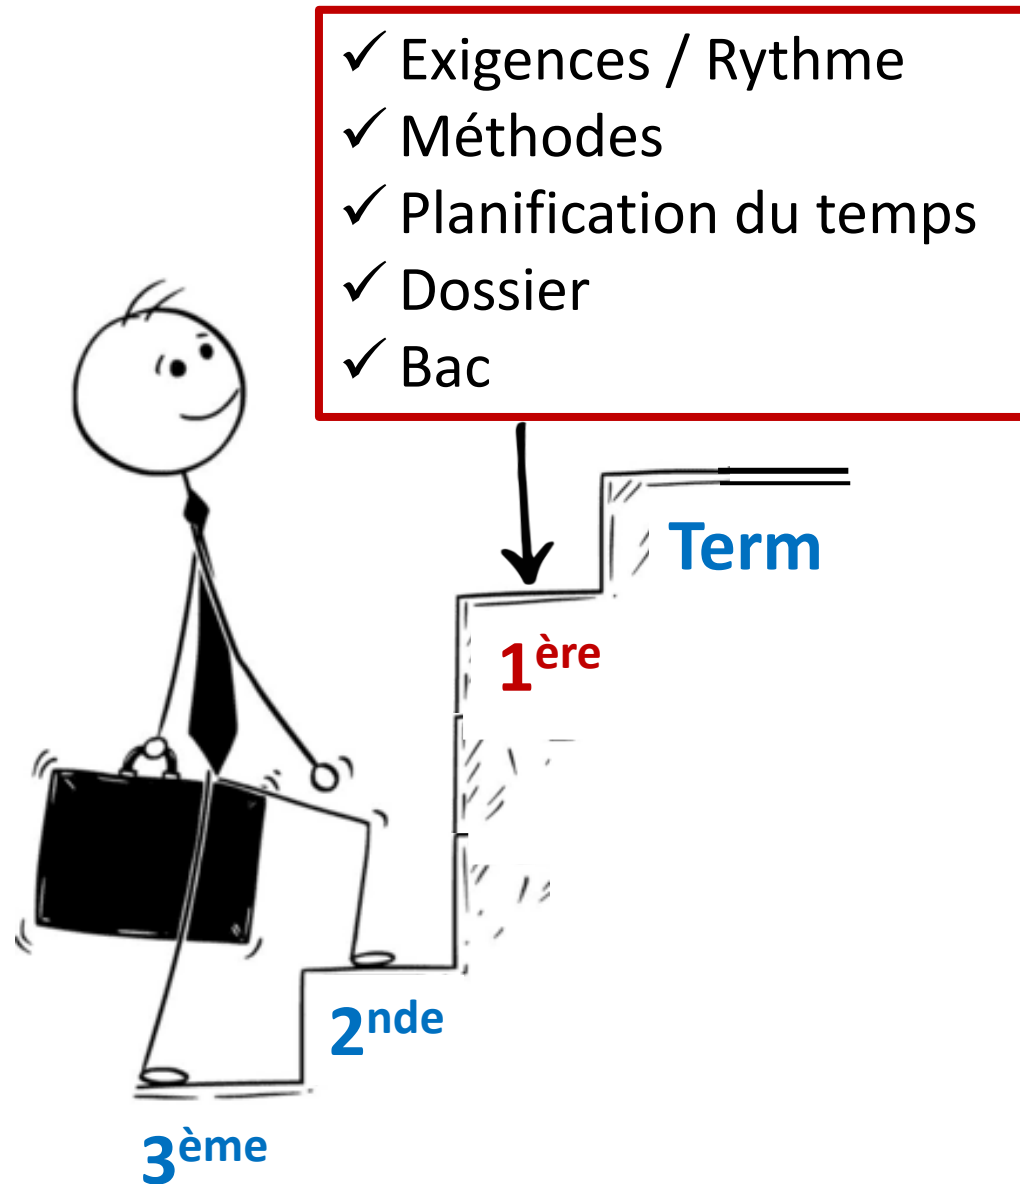 ✓ Exigences / Rythme
✓ Méthodes
✓ Planification du temps
✓ Dossier
✓ Bac
Term
1ère
2nde
3ème